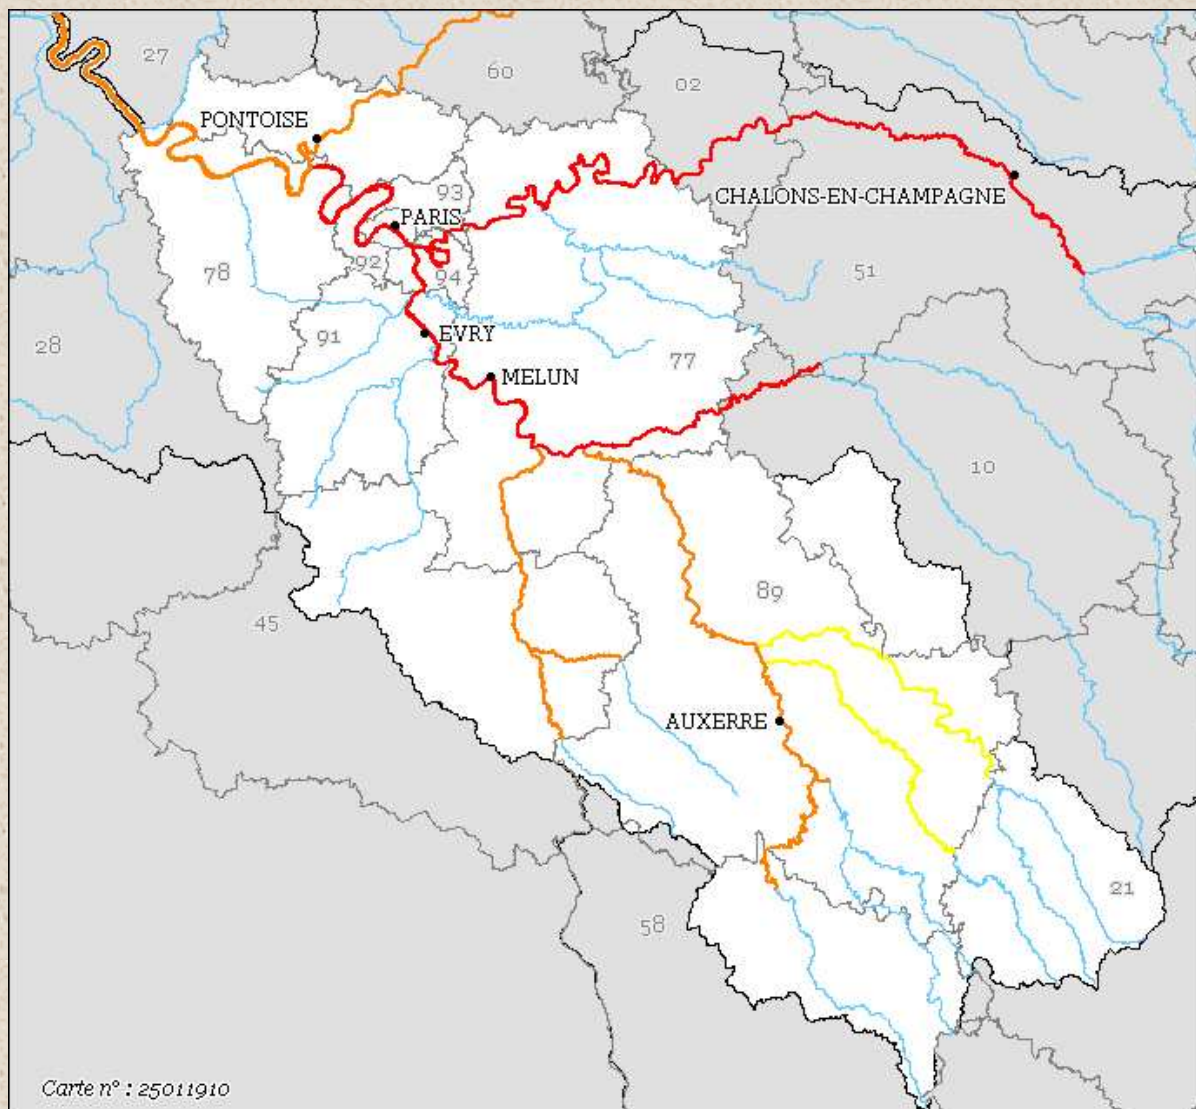 27
60
02
PONTOISE
CHALONS-EN-CHAMPAGNE
93
PARIS
92
94
78
51
91
EVRY
28
MELUN
77
10
45
89
AUXERRE
21
58
Carte n° : 25011910